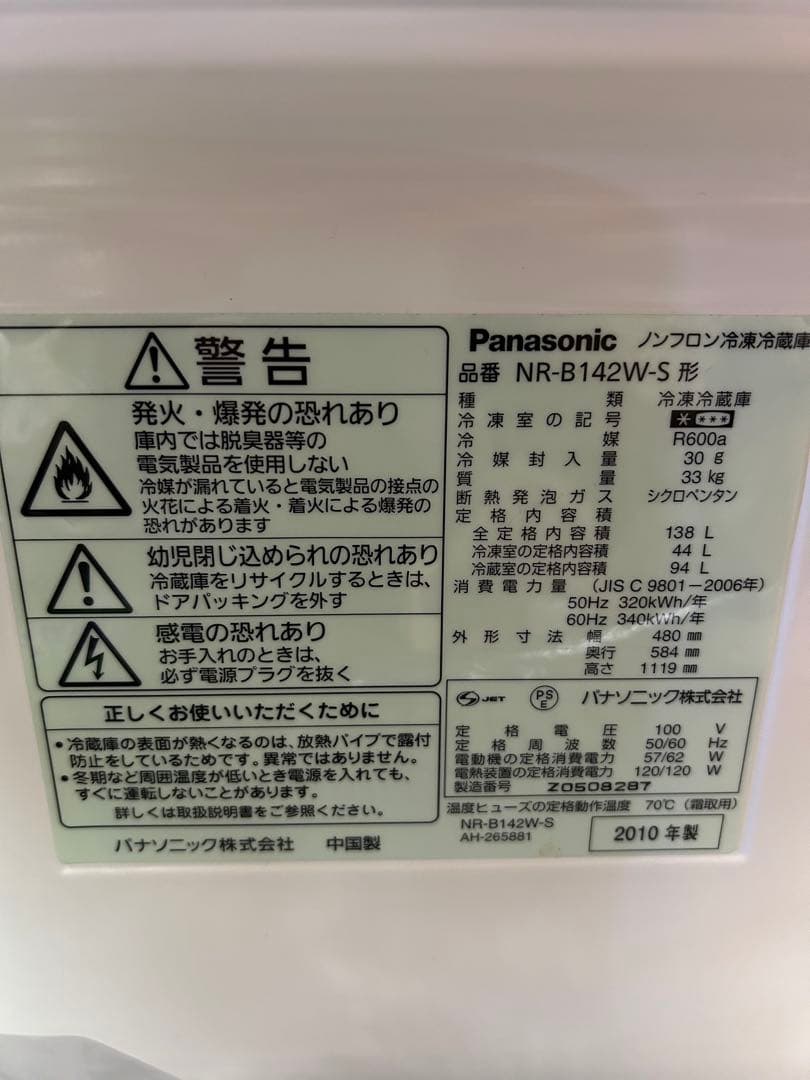 警告
発火・爆発の恐れあり
庫内では脱臭器等の
電気製品を使用しない
冷媒が漏れていると電気製品の接点の
火花による着火・着火による爆発の
恐れがあります
幼児閉じ込められの恐れあり
冷蔵庫をリサイクルするときは、
ドアパッキングを外す
感電の恐れあり
お手入れのときは、
必ず電源プラグを抜く
正しくお使いいただくために
・冷蔵庫の表面が熱くなるのは、放熱パイプで露付
防止をしているためです。異常ではありません。
・冬期など周囲温度が低いとき電源を入れても、
すぐに運転しないことがあります。
詳しくは取扱説明書をご参照ください。
パナソニック株式会社 中国製
Panasonic ノンフロン冷凍冷蔵庫
品番 NR-B142W-S 形
種類 冷凍冷蔵庫
冷凍室の記号 * ***
冷媒 R600a
冷媒封入量 30 g
質量 33 kg
断熱発泡ガス シクロペンタン
定格内容積
全定格内容積 138 L
冷凍室の定格内容積 44 L
冷蔵室の定格内容積 94 L
消費電力量 (JIS C 9801－2006年)
50Hz 320kWh/年
60Hz 340kWh/年
外形寸法 幅 480 mm
奥行 584 mm
高さ 1119 mm
S JET PS E パナソニック株式会社
定格電圧 100 V
定格周波数 50/60 Hz
電動機の定格消費電力 57/62 W
電熱装置の定格消費電力 120/120 W
製造番号 Z0508287
温度ヒューズの定格動作温度 70℃ (霜取用)
NR-B142W-S
AH-265881
2010 年製